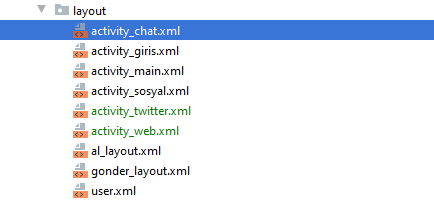 layout
activity_chat.xml
activity_giris.xml
activity_main.xml
activity_sosyal.xml
activity_twitter.xml
activity_web.xml
al_layout.xml
gonder_layout.xml
user.xml